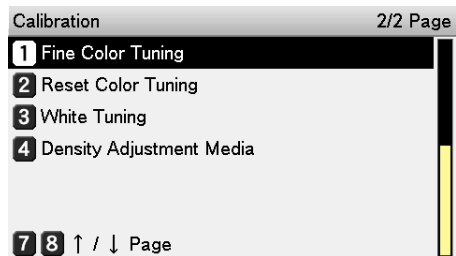 Calibration 2/2 Page
1 Fine Color Tuning
2 Reset Color Tuning
3 White Tuning
4 Density Adjustment Media
7 8 ↑ / ↓ Page